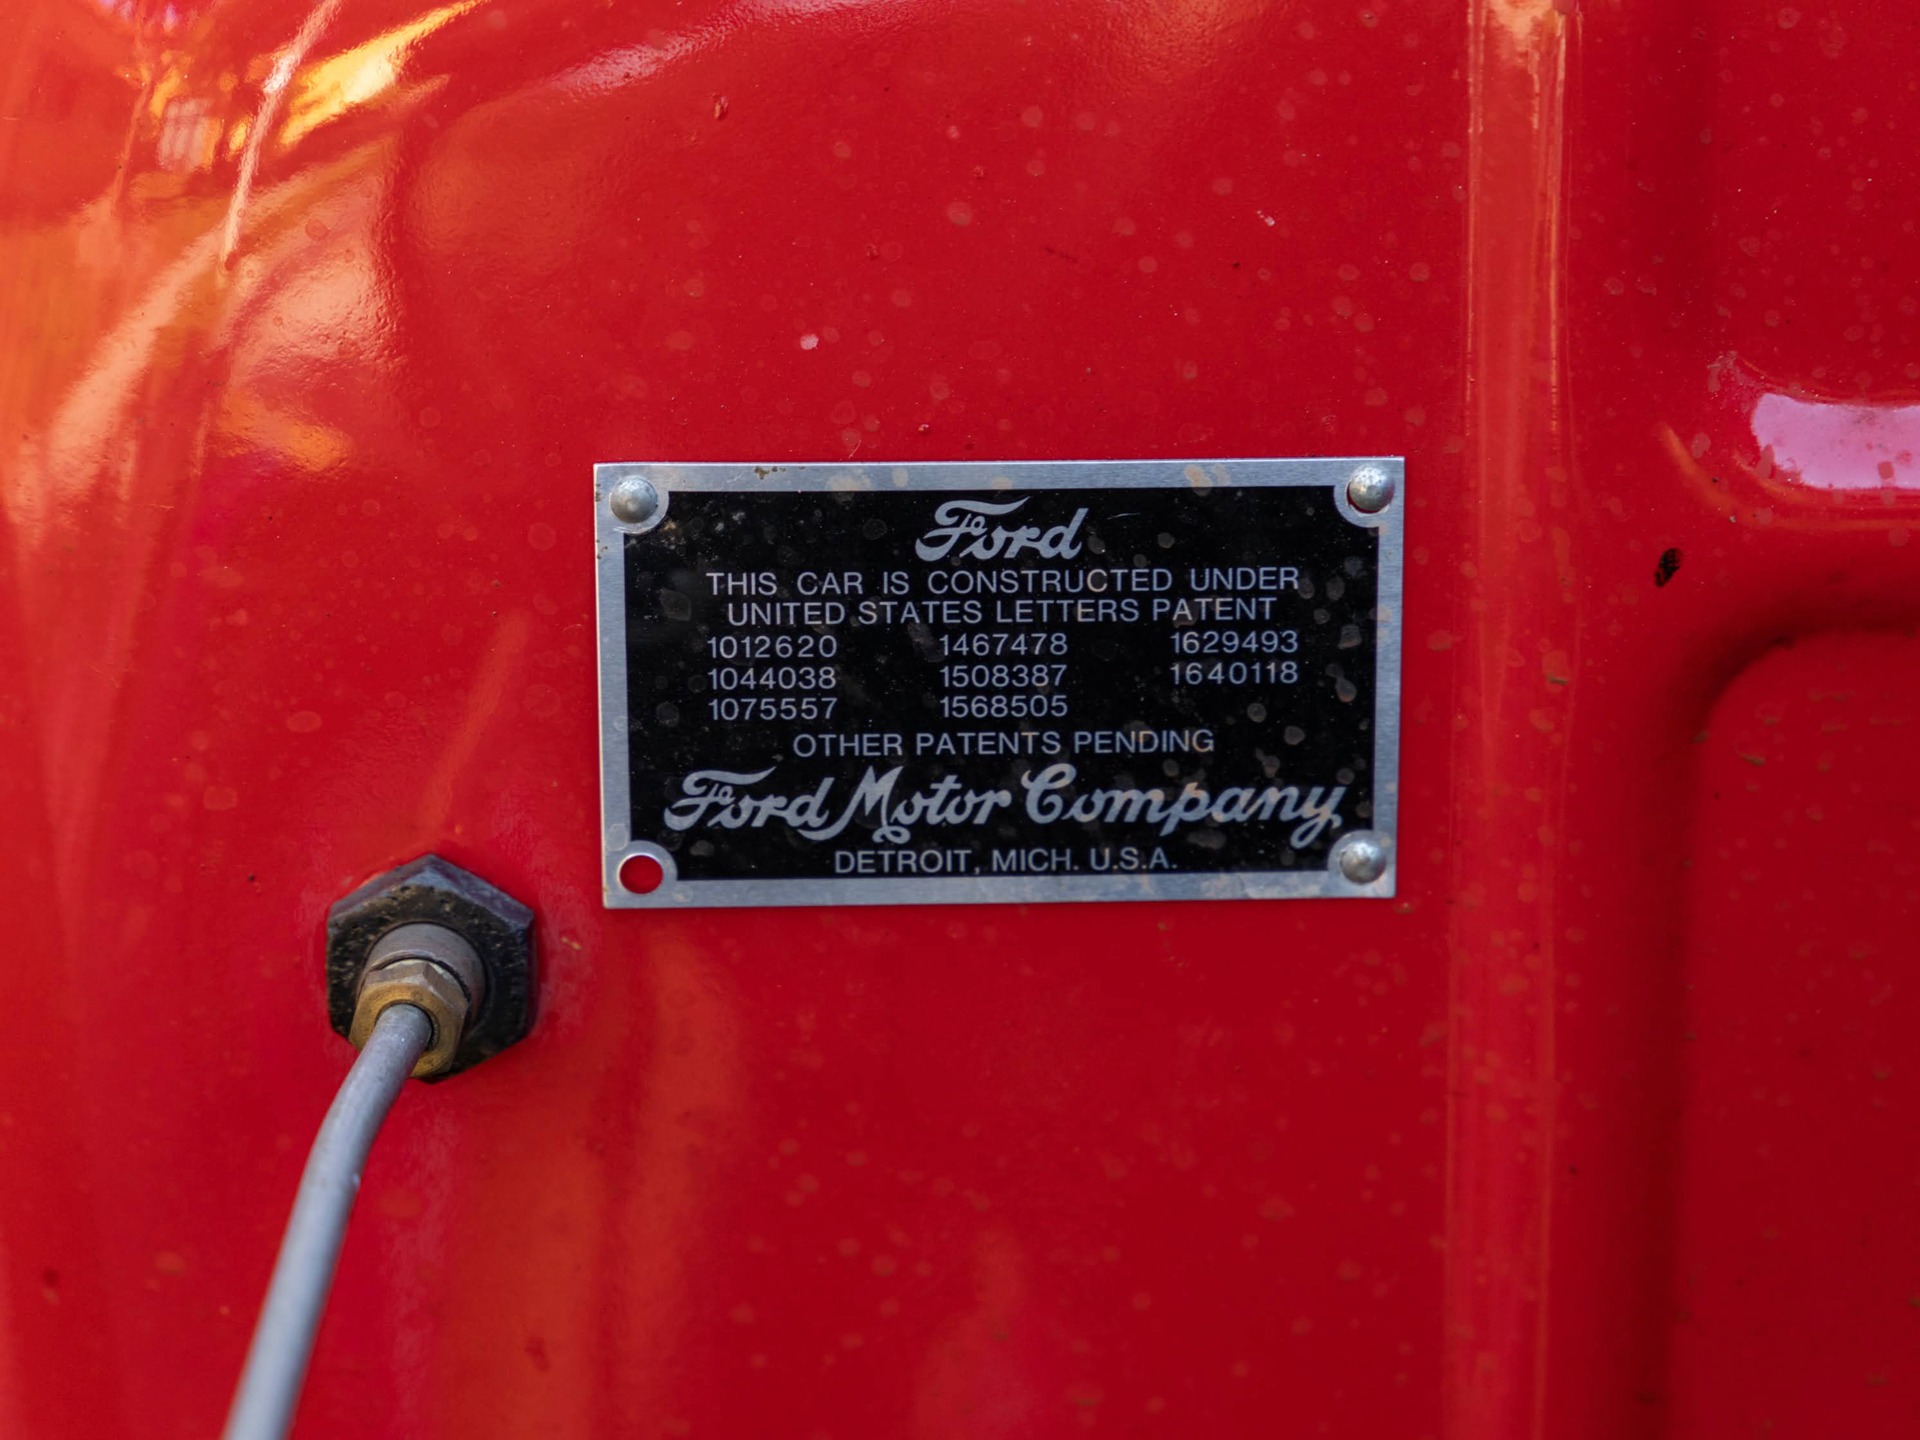 Ford
THIS CAR IS CONSTRUCTED UNDER
UNITED STATES LETTERS PATENT
1012620 1467478 1629493
1044038 1508387 1640118
1075557 1568505
OTHER PATENTS PENDING
Ford Motor Company
DETROIT, MICH. U.S.A.